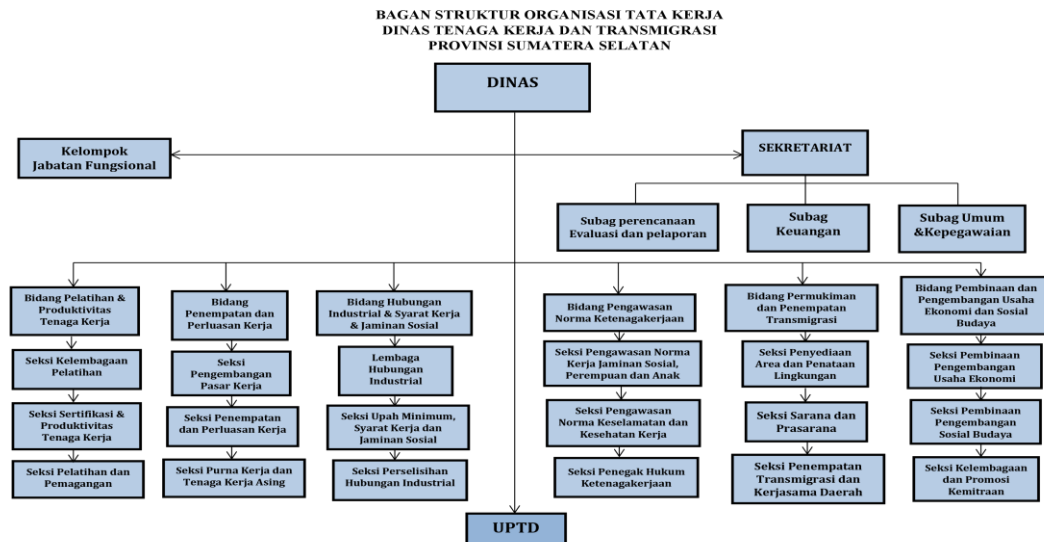 BAGAN STRUKTUR ORGANISASI TATA KERJA
DINAS TENAGA KERJA DAN TRANSMIGRASI
PROVINSI SUMATERA SELATAN
DINAS
Kelompok
Jabatan Fungsional
SEKRETARIAT
Subag perencanaan
Evaluasi dan pelaporan
Subag
Keuangan
Subag Umum
&Kepegawaian
Bidang Pelatihan &
Produktivitas
Tenaga Kerja
Seksi Kelembagaan
Pelatihan
Seksi Sertifikasi &
Produktivitas
Tenaga Kerja
Seksi Pelatihan dan
Pemagangan
Bidang
Penempatan dan
Perluasan Kerja
Seksi
Pengembangan
Pasar Kerja
Seksi Penempatan
dan Perluasan Kerja
Seksi Purna Kerja dan
Tenaga Kerja Asing
Bidang Hubungan
Industrial & Syarat Kerja
& Jaminan Sosial
Lembaga
Hubungan
Industrial
Seksi Upah Minimum,
Syarat Kerja dan
Jaminan Sosial
Seksi Perselisihan
Hubungan Industrial
Bidang Pengawasan
Norma Ketenagakerjaan
Seksi Pengawasan Norma
Kerja Jaminan Sosial,
Perempuan dan Anak
Seksi Pengawasan
Norma Keselamatan dan
Kesehatan Kerja
Seksi Penegak Hukum
Ketenagakerjaan
Bidang Permukiman
dan Penempatan
Transmigrasi
Seksi Penyediaan
Area dan Penataan
Lingkungan
Seksi Sarana dan
Prasarana
Seksi Penempatan
Transmigrasi dan
Kerjasama Daerah
Bidang Pembinaan dan
Pengembangan Usaha
Ekonomi dan Sosial
Budaya
Seksi Pembinaan
Pengembangan
Usaha Ekonomi
Seksi Pembinaan
Pengembangan
Sosial Budaya
Seksi Kelembagaan
dan Promosi
Kemitraan
UPTD